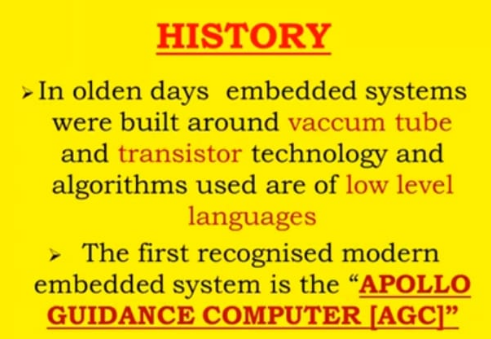 HISTORY
➢In olden days embedded systems
were built around vaccum tube
and transistor technology and
algorithms used are of low level
languages
➢ The first recognised modern
embedded system is the “APOLLO
GUIDANCE COMPUTER [AGC]”